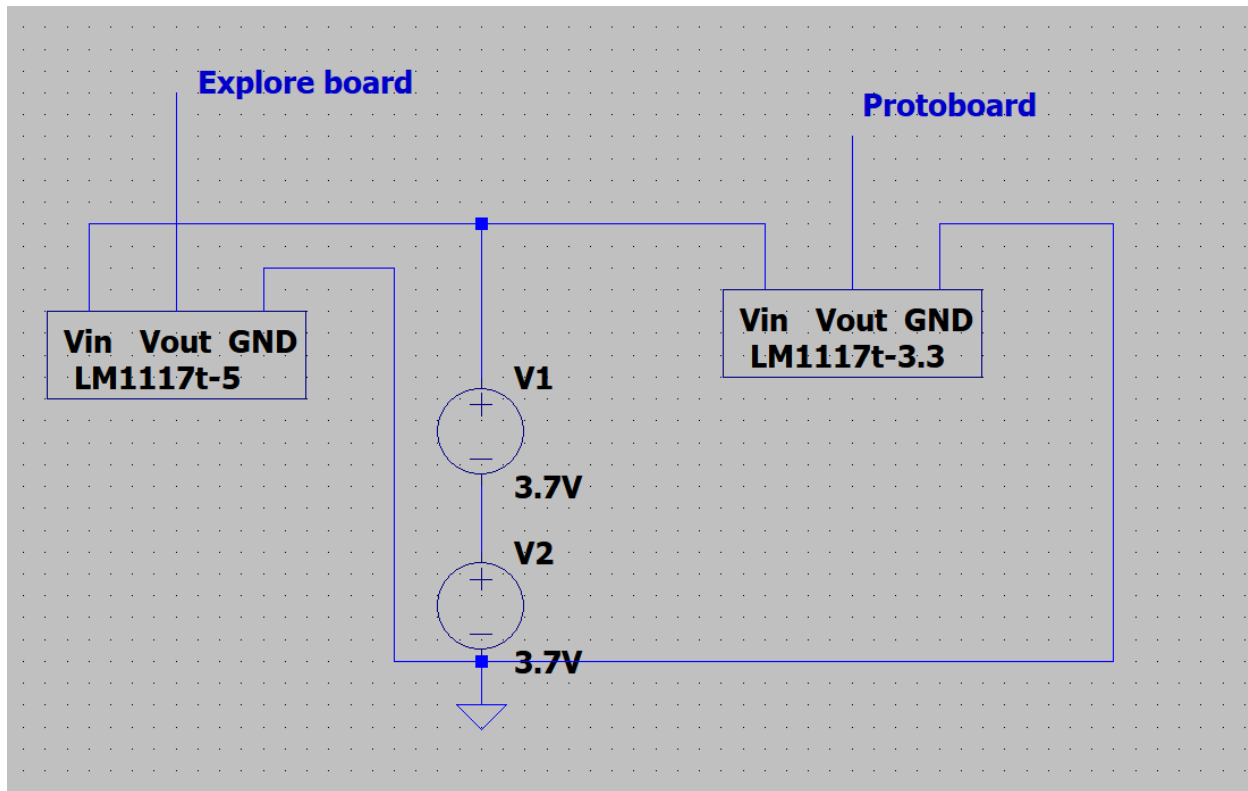 Explore board
Protoboard
Vin Vout GND
LM1117t-5
Vin Vout GND
LM1117t-3.3
V1
3.7V
V2
3.7V